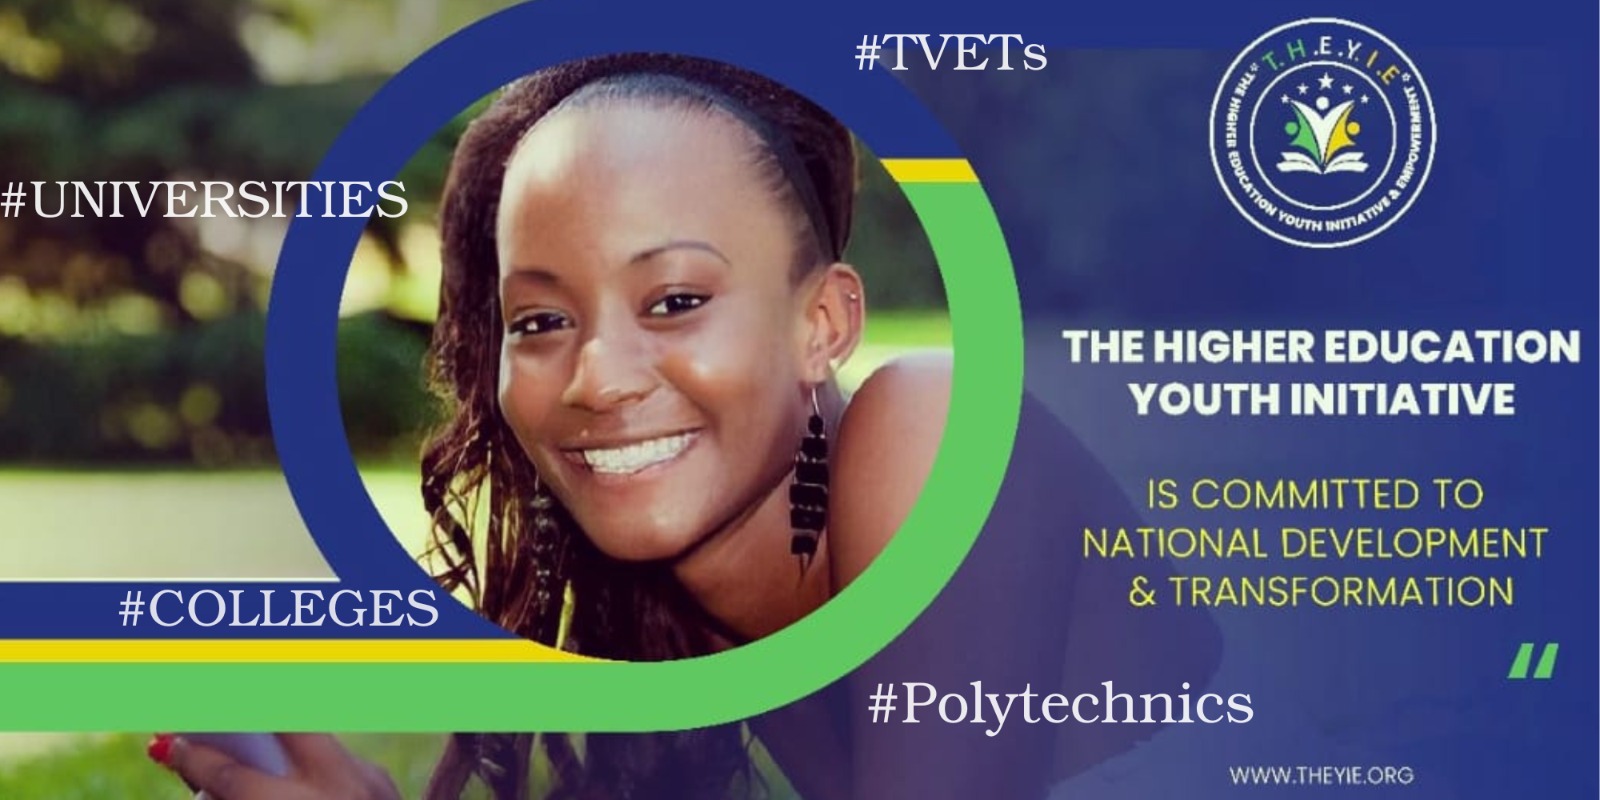 #TVETs
T.H.E.Y.I.E
THE HIGHER EDUCATION YOUTH INITIATIVE & EMPOWERMENT
#UNIVERSITIES
THE HIGHER EDUCATION
YOUTH INITIATIVE
IS COMMITTED TO
NATIONAL DEVELOPMENT
& TRANSFORMATION
#COLLEGES
#Polytechnics
WWW.THEYIE.ORG